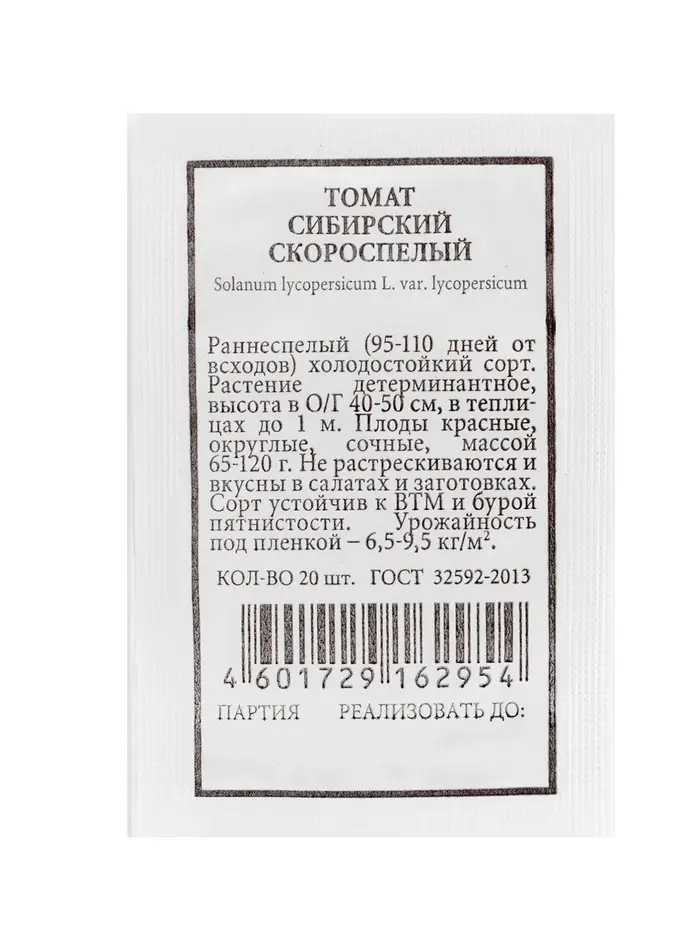 ТОМАТ
СИБИРСКИЙ
СКОРОСПЕЛЫЙ
Solanum lycopersicum L. var. lycopersicum
Раннеспелый (95-110 дней от
всходов) холодостойкий сорт.
Растение детерминантное,
высота в О/Г 40-50 см, в тепли-
цах до 1 м. Плоды красные,
округлые, сочные, массой
65-120 г. Не растрескиваются и
вкусны в салатах и заготовках.
Сорт устойчив к ВТМ и бурой
пятнистости. Урожайность
под пленкой – 6,5-9,5 кг/м².
КОЛ-ВО 20 шт. ГОСТ 32592-2013
4 601729 162954
ПАРТИЯ РЕАЛИЗОВАТЬ ДО: